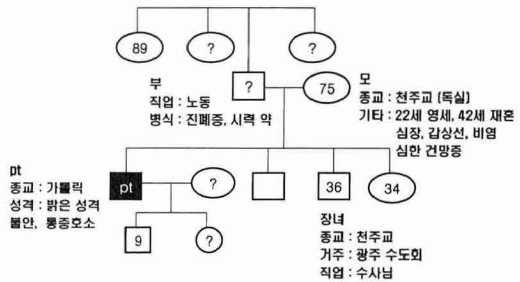 89
?
?
부
직업 : 노동
병식 : 진폐증, 시력 약
?
75
모
종교 : 천주교 (독실)
기타 : 22세 영세, 42세 재혼
심장, 갑상선, 비염
심한 건망증
pt
종교 : 가톨릭
성격 : 밝은 성격
불안, 통증호소
pt
?
36
34
9
?
장녀
종교 : 천주교
거주 : 광주 수도회
직업 : 수사님